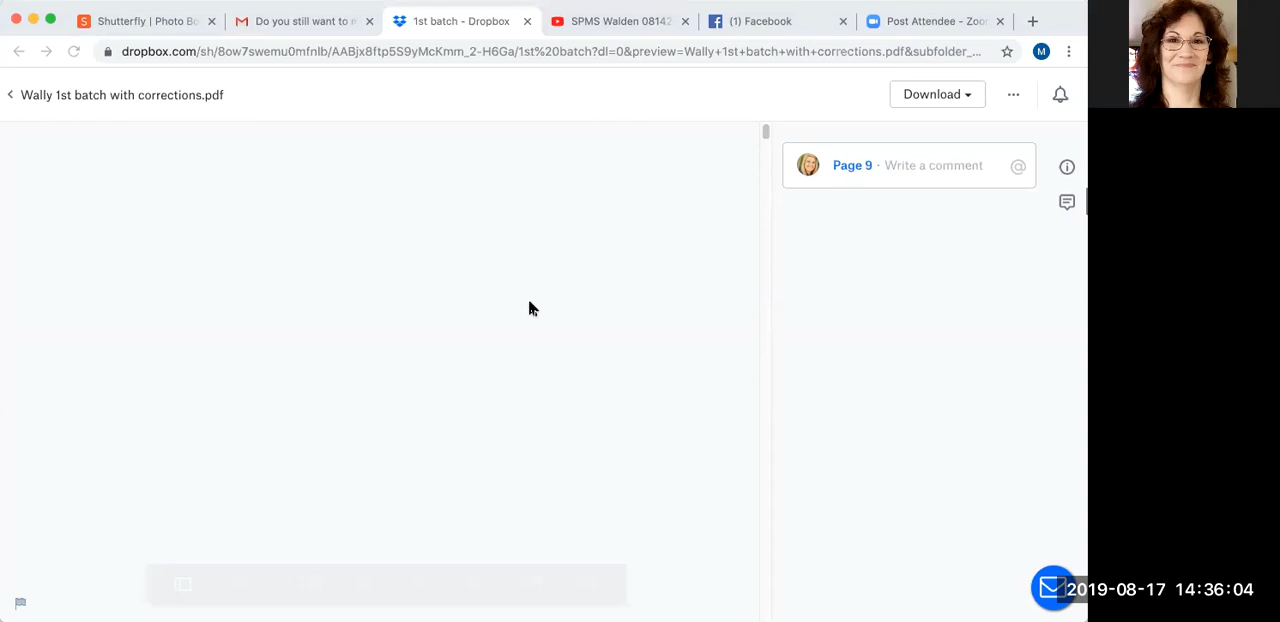 Shutterfly | Photo Bo
Do you still want to r
1st batch - Dropbox
SPMS Walden 08142
(1) Facebook
Post Attendee - Zoo
dropbox.com/sh/8ow7swemu0mfnlb/AABjx8ftp5S9yMcKmm_2-H6Ga/1st%20batch?dl=0&preview=Wally+1st+batch+with+corrections.pdf&subfolder_...
M
Wally 1st batch with corrections.pdf
Download
Page 9 · Write a comment @
2019-08-17 14:36:04